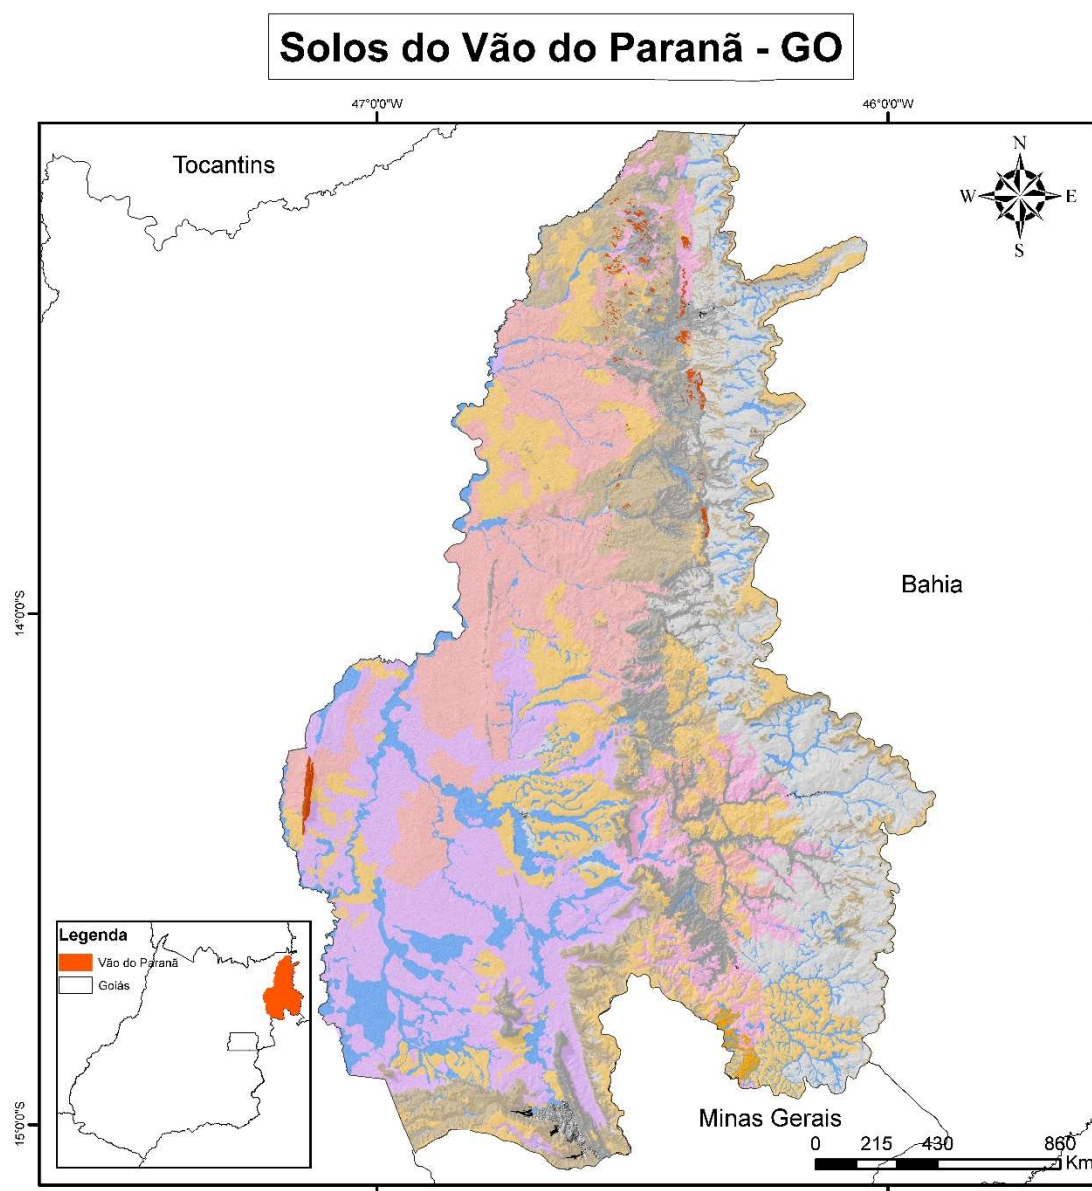 Solos do Vão do Paranã - GO
47°0'0"W
46°0'0"W
Tocantins
N
W
E
S
Bahia
14°0'0"S
Legenda
Vão do Paranã
Goiás
15°0'0"S
Minas Gerais
0 215 430 860
Km